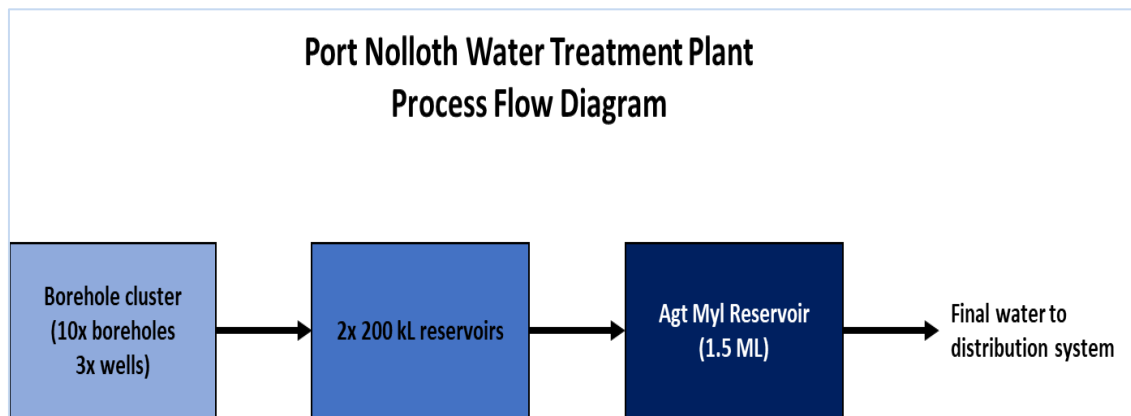 Port Nolloth Water Treatment Plant
Process Flow Diagram
Borehole cluster
(10x boreholes
3x wells)
2x 200 kL reservoirs
Agt Myl Reservoir
(1.5 ML)
Final water to
distribution system